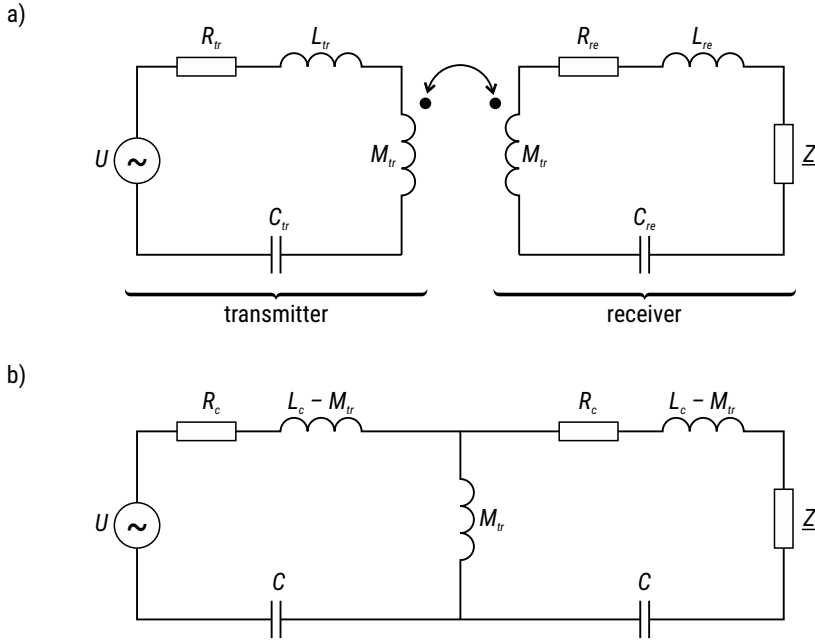 a)
R_tr L_tr R_re L_re
U ~ M_tr M_tr Z
C_tr C_re
transmitter receiver
b)
R_c L_c – M_tr R_c L_c – M_tr
U ~ M_tr Z
C C